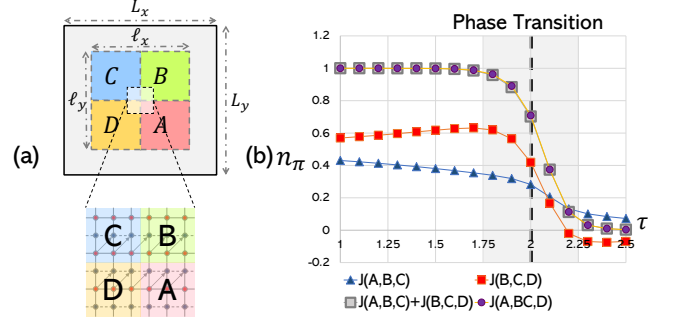 L_x
ℓ_x
C B
ℓ_y
L_y
D A
(a)
C B
D A
Phase Transition
(b) n_π
1.2
1
0.8
0.6
0.4
0.2
0
-0.2
1 1.25 1.5 1.75 2 2.25 2.5
τ
J(A,B,C) J(B,C,D)
J(A,B,C)+J(B,C,D) J(A,BC,D)